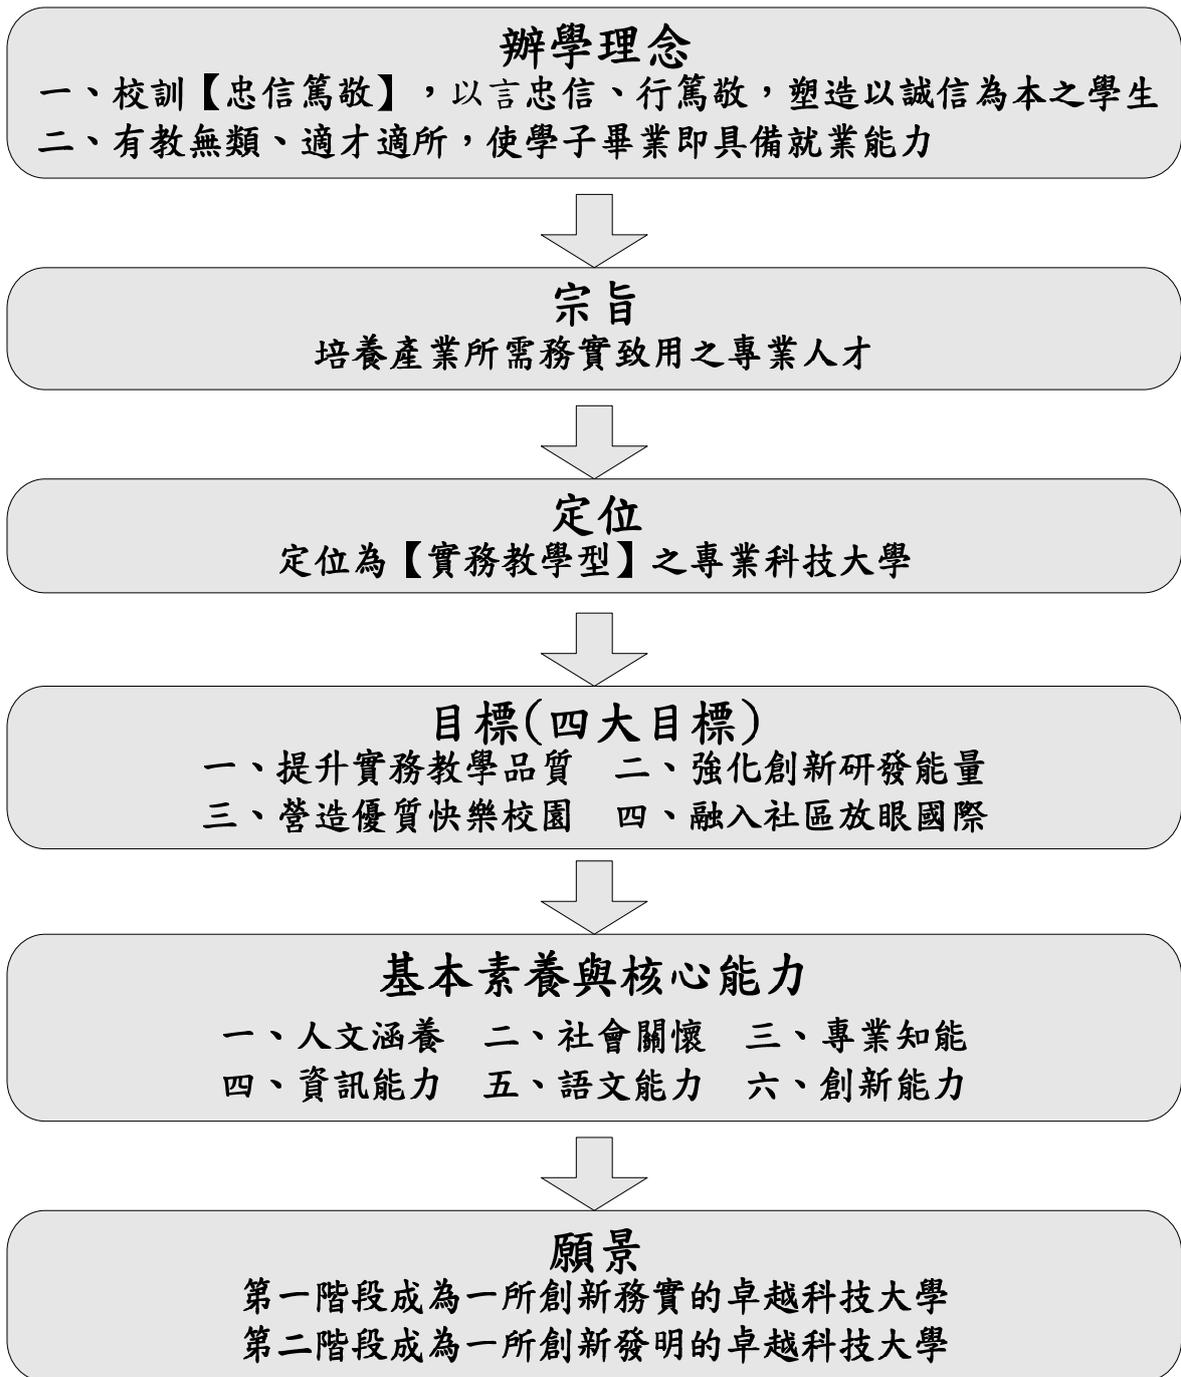 辦學理念
一、校訓【忠信篤敬】，以言忠信、行篤敬，塑造以誠信為本之學生
二、有教無類、適才適所，使學子畢業即具備就業能力
宗旨
培養產業所需務實致用之專業人才
定位
定位為【實務教學型】之專業科技大學
目標(四大目標)
一、提升實務教學品質　二、強化創新研發能量
三、營造優質快樂校園　四、融入社區放眼國際
基本素養與核心能力
一、人文涵養　二、社會關懷　三、專業知能
四、資訊能力　五、語文能力　六、創新能力
願景
第一階段成為一所創新務實的卓越科技大學
第二階段成為一所創新發明的卓越科技大學